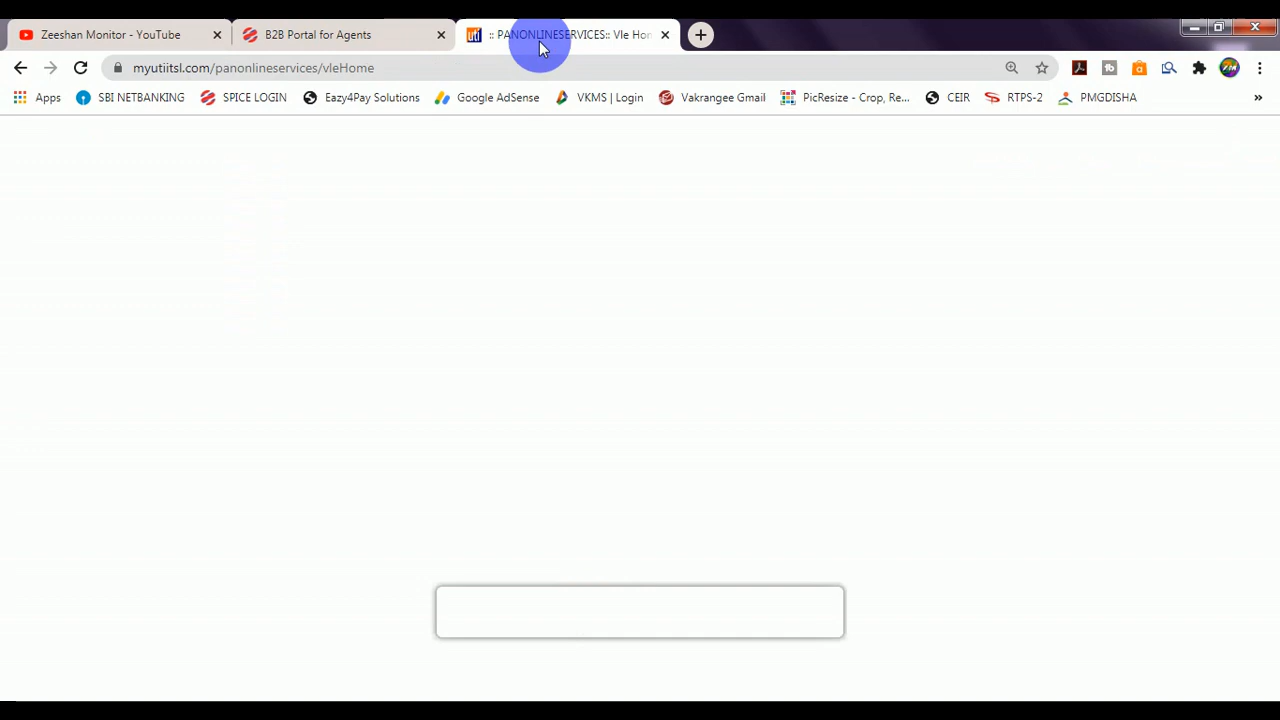 Zeeshan Monitor - YouTube B2B Portal for Agents uti :: PANONLINESERVICES:: Vle Hon
myutiitsl.com/panonlineservices/vleHome
Apps SBI NETBANKING SPICE LOGIN Eazy4Pay Solutions Google AdSense VKMS | Login Vakrangee Gmail PicResize - Crop, Re... CEIR RTPS-2 PMGDISHA »